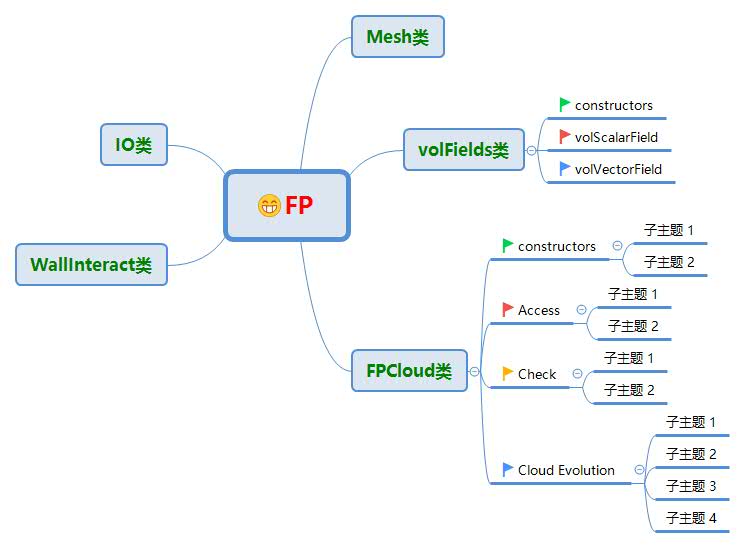 FP
Mesh类
volFields类
constructors
volScalarField
volVectorField
FPCloud类
constructors
子主题 1
子主题 2
Access
子主题 1
子主题 2
Check
子主题 1
子主题 2
Cloud Evolution
子主题 1
子主题 2
子主题 3
子主题 4
IO类
WallInteract类